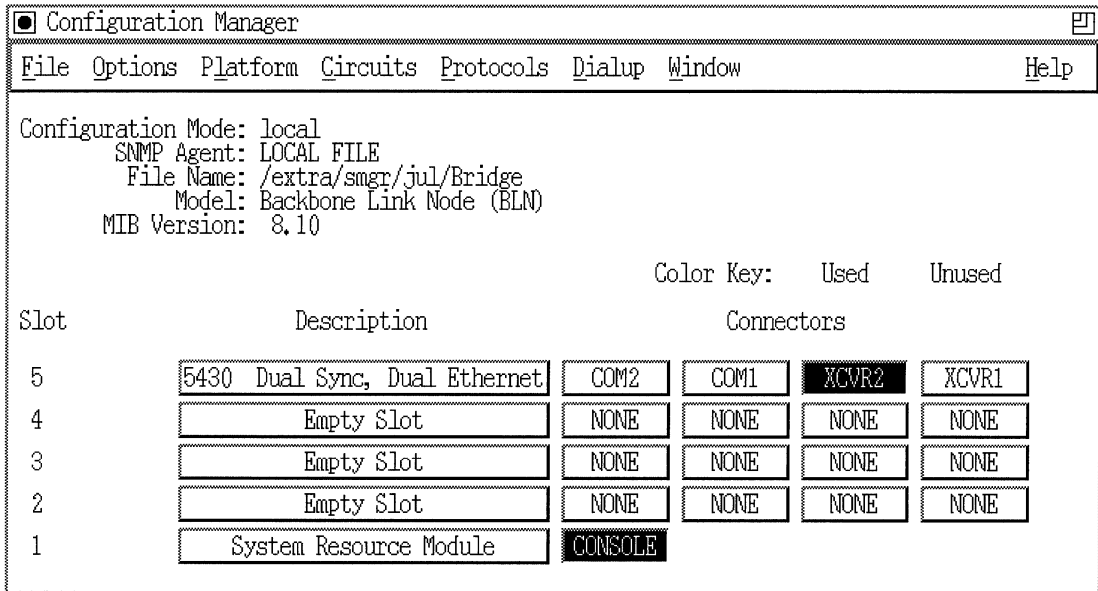 Configuration Manager
File Options Platform Circuits Protocols Dialup Window Help
Configuration Mode: local
SNMP Agent: LOCAL FILE
File Name: /extra/smgr/jul/Bridge
Model: Backbone Link Node (BLN)
MIB Version: 8.10
Color Key: Used Unused
Slot Description Connectors
5 5430 Dual Sync, Dual Ethernet COM2 COM1 XCVR2 XCVR1
4 Empty Slot NONE NONE NONE NONE
3 Empty Slot NONE NONE NONE NONE
2 Empty Slot NONE NONE NONE NONE
1 System Resource Module CONSOLE